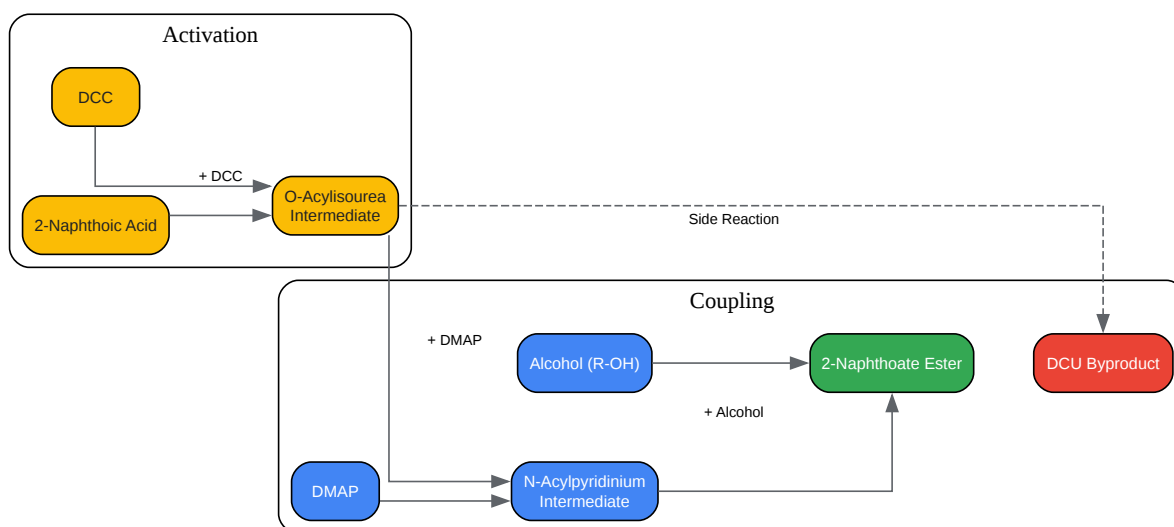 Activation
DCC
+ DCC
2-Naphthoic Acid
O-Acylisourea
Intermediate
Side Reaction
Coupling
+ DMAP
Alcohol (R-OH)
2-Naphthoate Ester
DCU Byproduct
+ Alcohol
DMAP
N-Acylpyridinium
Intermediate